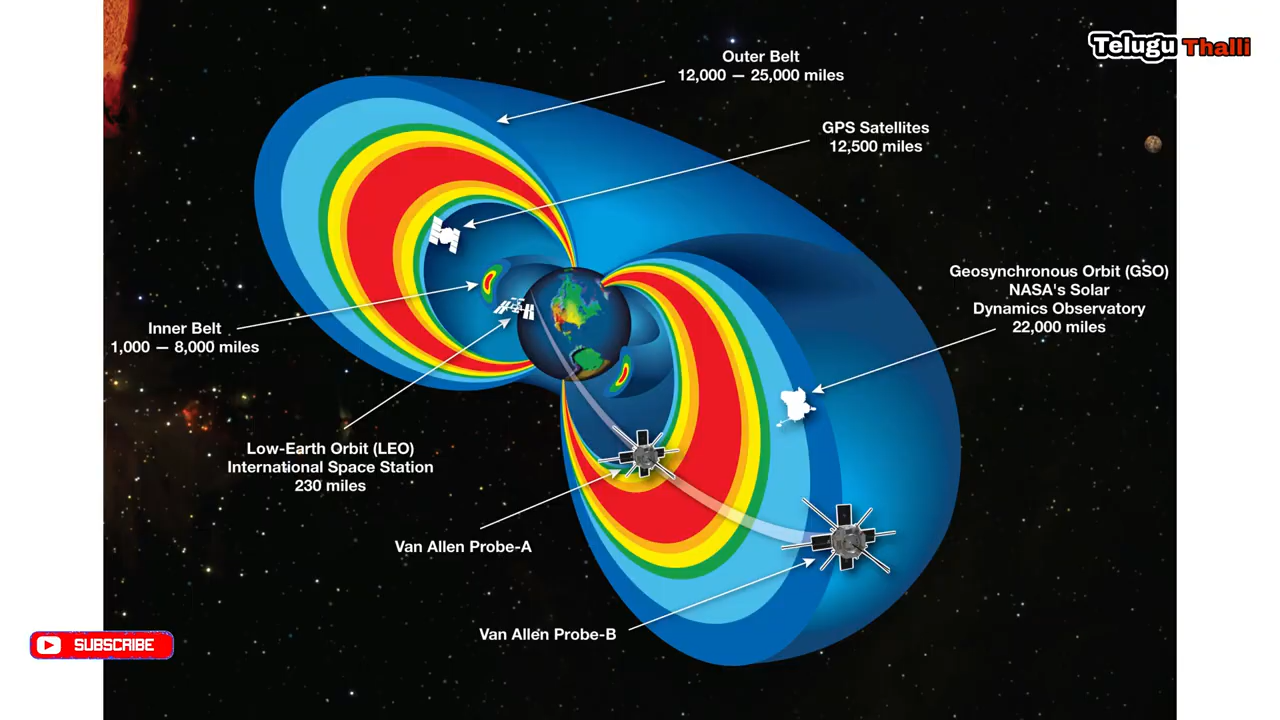 Telugu Thalli
Outer Belt
12,000 — 25,000 miles
GPS Satellites
12,500 miles
Geosynchronous Orbit (GSO)
NASA's Solar
Dynamics Observatory
22,000 miles
Inner Belt
1,000 — 8,000 miles
Low-Earth Orbit (LEO)
International Space Station
230 miles
Van Allen Probe-A
Van Allen Probe-B
SUBSCRIBE